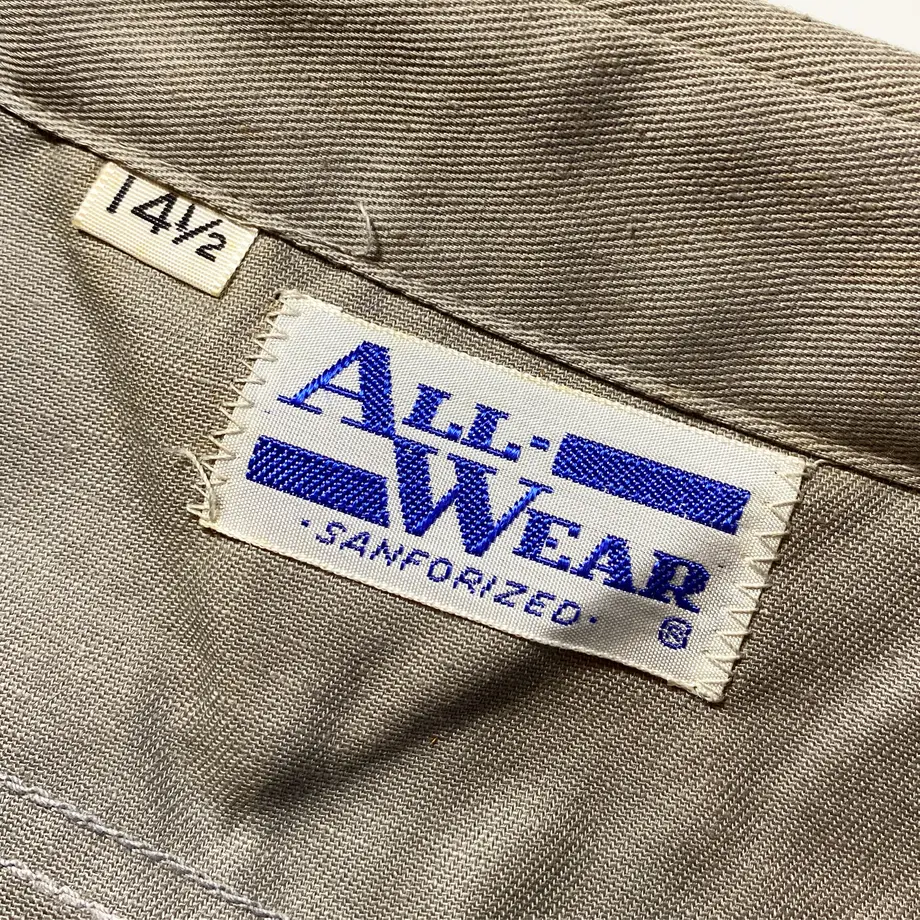 14½
ALL-
WEAR
·SANFORIZED· ®